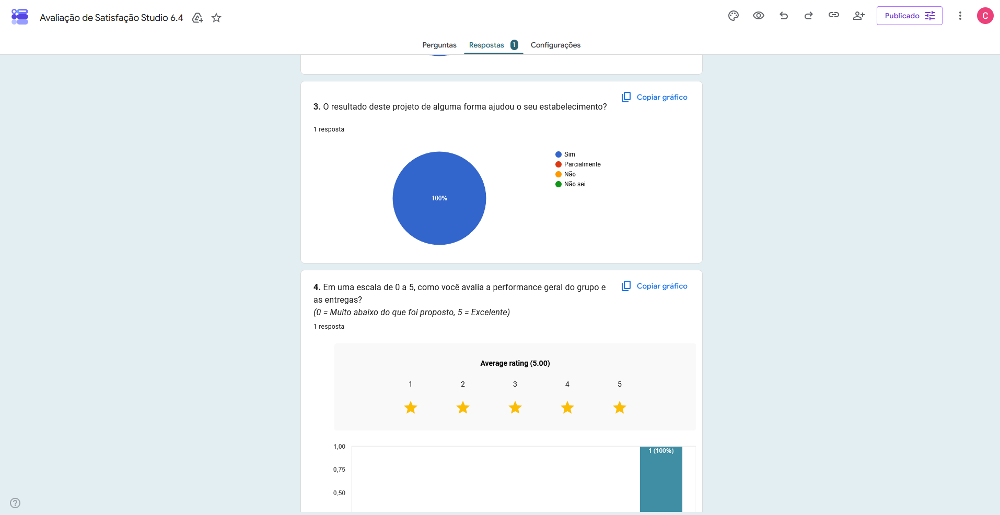 Avaliação de Satisfação Studio 6.4
Publicado
C
Perguntas
Respostas 1
Configurações
Copiar gráfico
3. O resultado deste projeto de alguma forma ajudou o seu estabelecimento?
1 resposta
Sim
Parcialmente
Não
Não sei
100%
Copiar gráfico
4. Em uma escala de 0 a 5, como você avalia a performance geral do grupo e
as entregas?
(0 = Muito abaixo do que foi proposto, 5 = Excelente)
1 resposta
Average rating (5.00)
1 2 3 4 5
1,00
1 (100%)
0,75
0,50